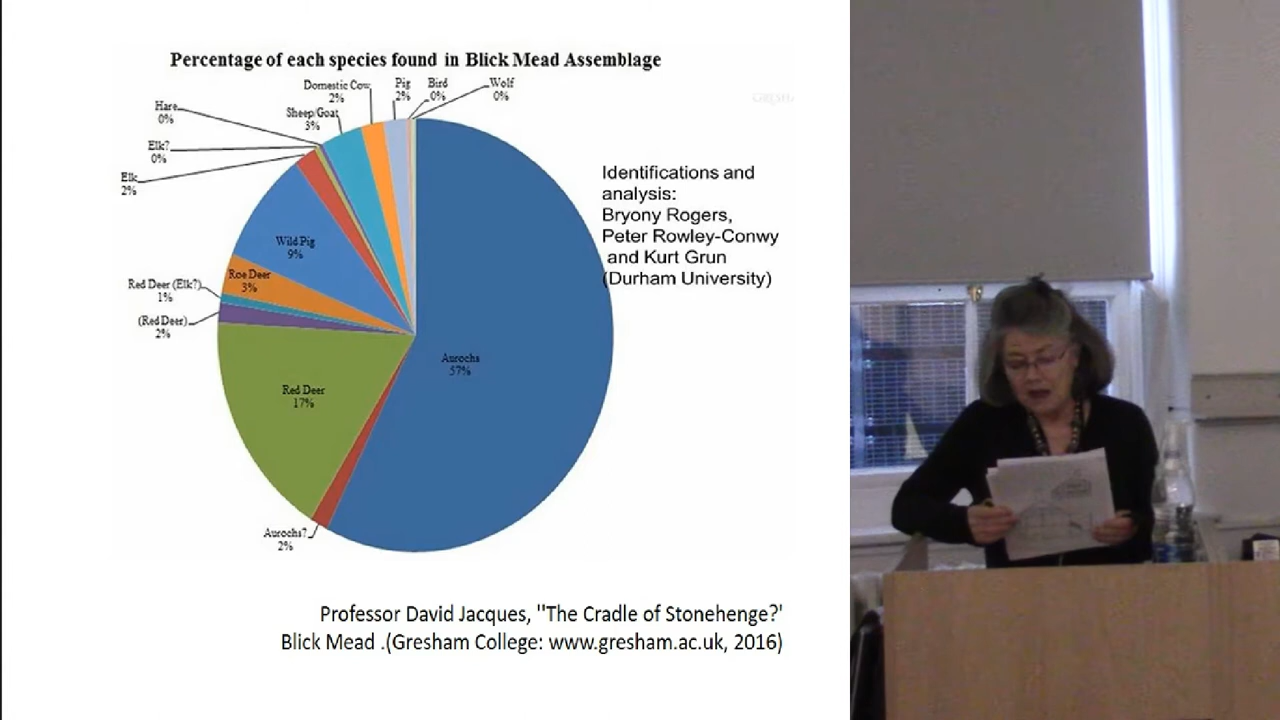 Percentage of each species found in Blick Mead Assemblage
Domestic Cow
2%
Pig
2%
Bird
0%
Wolf
0%
Hare
0%
Sheep/Goat
3%
Elk?
0%
Elk
2%
Wild Pig
9%
Roe Deer
3%
Red Deer (Elk?)
1%
(Red Deer)
2%
Red Deer
17%
Aurochs
57%
Aurochs?
2%
Identifications and
analysis:
Bryony Rogers,
Peter Rowley-Conwy
and Kurt Grun
(Durham University)
Professor David Jacques, "The Cradle of Stonehenge?'
Blick Mead .(Gresham College: www.gresham.ac.uk, 2016)